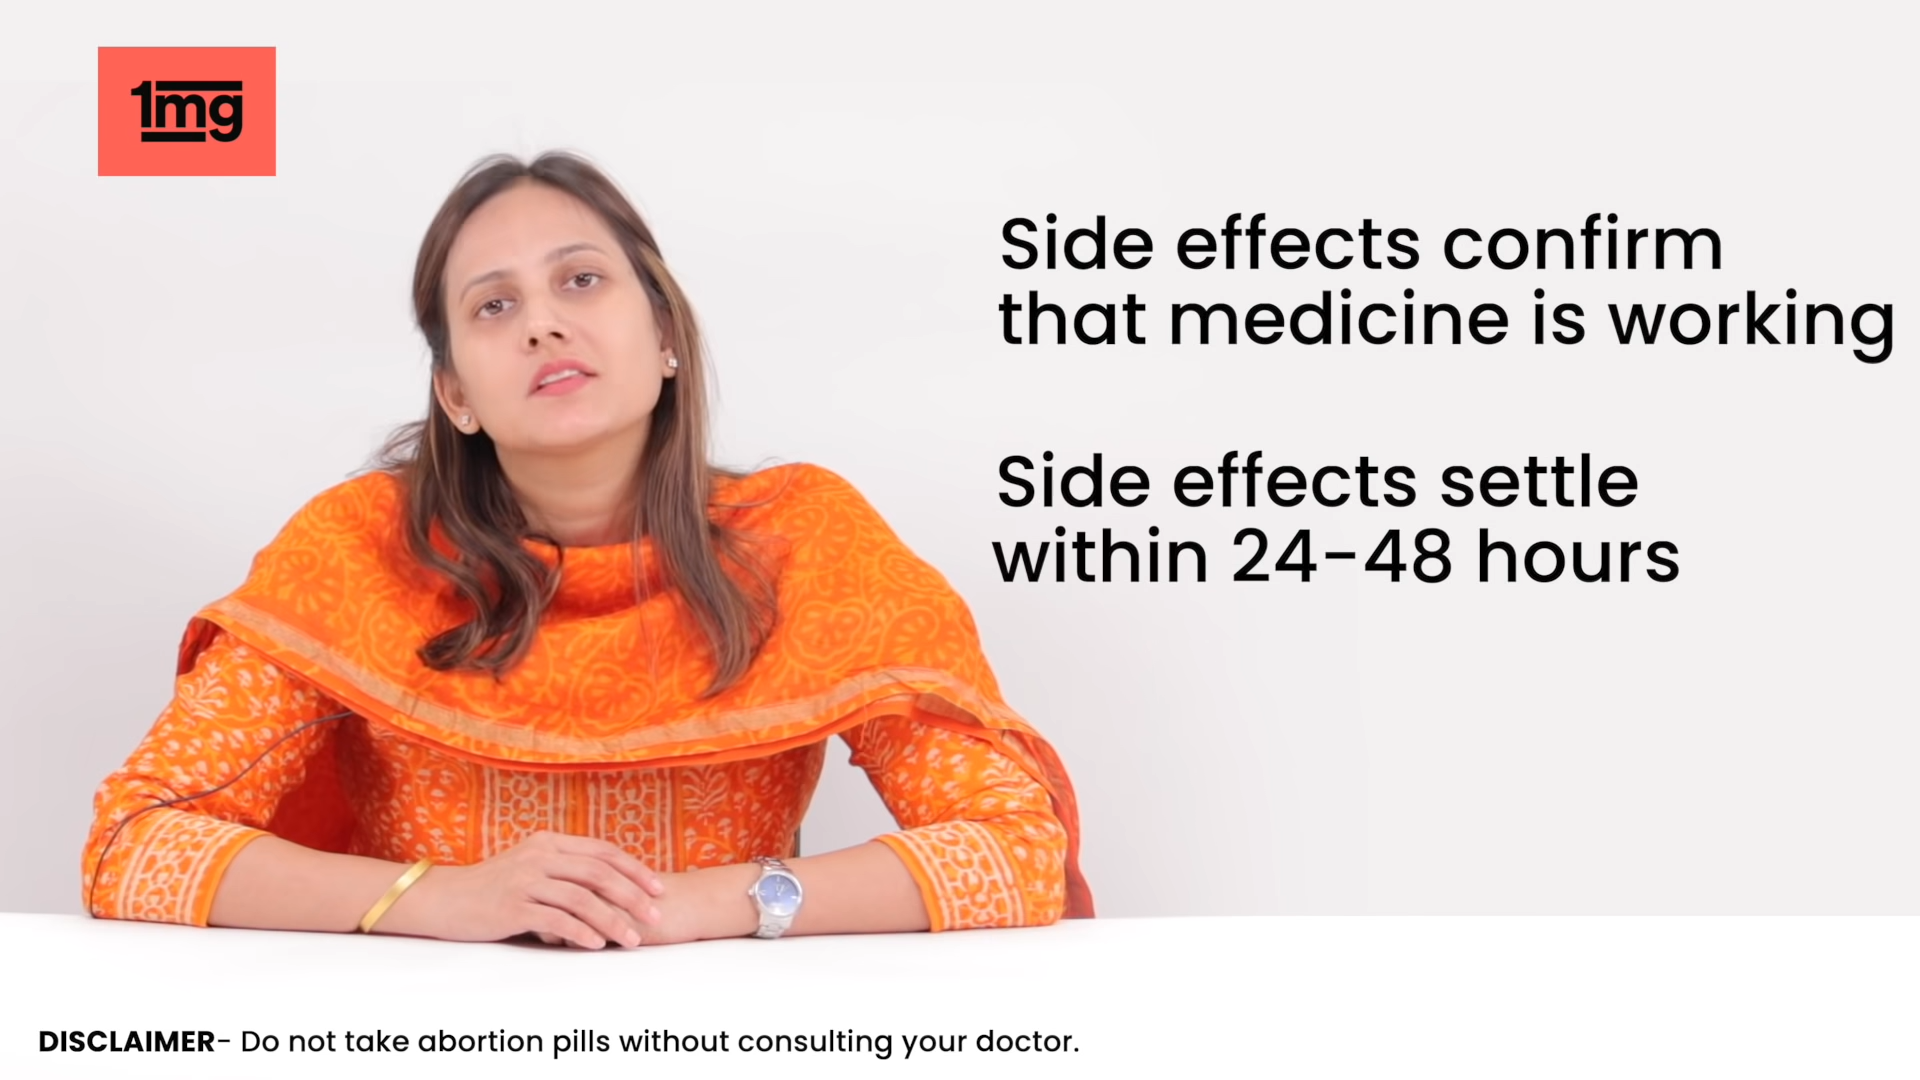 1mg
Side effects confirm
that medicine is working
Side effects settle
within 24-48 hours
DISCLAIMER- Do not take abortion pills without consulting your doctor.